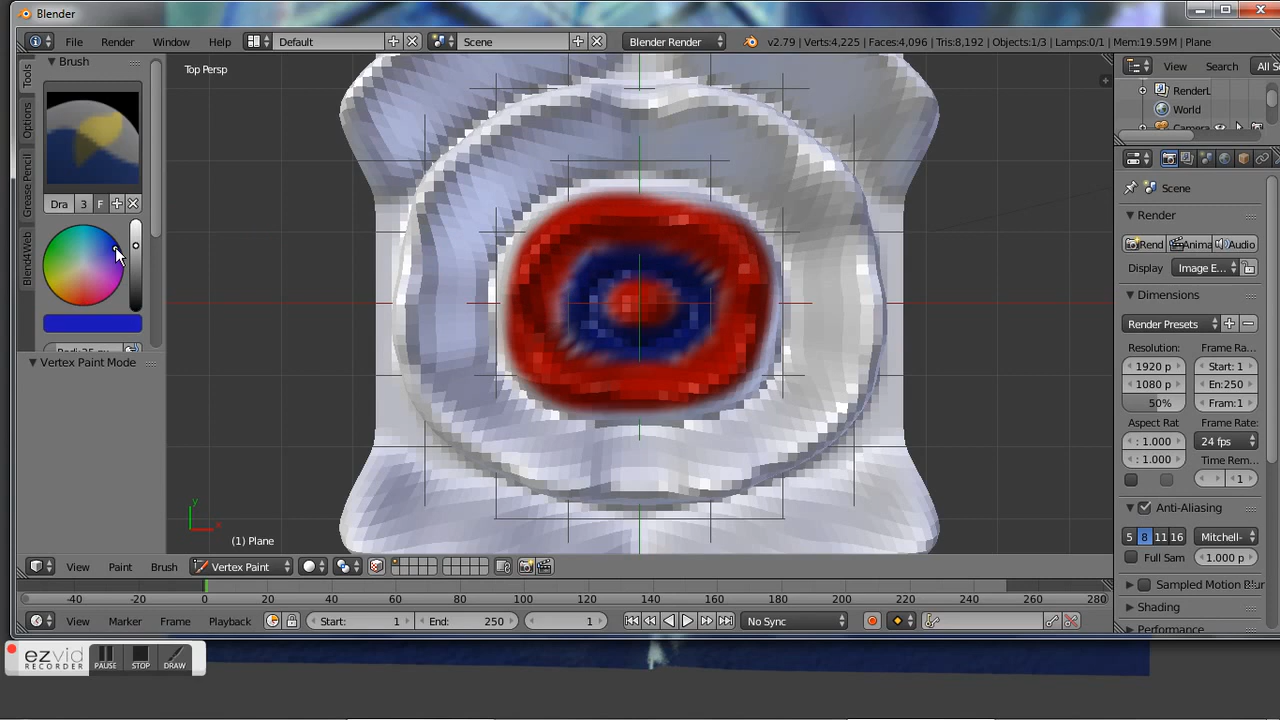 Blender
File Render Window Help Default Scene Blender Render v2.79 | Verts:4,225 | Faces:4,096 | Tris:8,192 | Objects:1/3 | Lamps:0/1 | Mem:19.59M | Plane
Tools
Options
Grease Pencil
Blend4Web
Brush
Dra 3 F
Vertex Paint Mode
Top Persp
y
x
(1) Plane
View Search All S
RenderL
World
Camera
Scene
Render
Rend Anima Audio
Display Image E...
Dimensions
Render Presets
Resolution: Frame Ra...
1920 p Start: 1
1080 p En:250
50% Fram:1
Aspect Rat Frame Rate:
: 1.000 24 fps
: 1.000 Time Rem...
1
Anti-Aliasing
5 8 11 16 Mitchell-
Full Sam 1.000 p
Sampled Motion Blur
Shading
Performance
View Paint Brush Vertex Paint
-40 -20 0 20 40 60 80 100 120 140 160 180 200 220 240 260 280
View Marker Frame Playback Start: 1 End: 250 1 No Sync
ezvid
RECORDER
PAUSE STOP DRAW